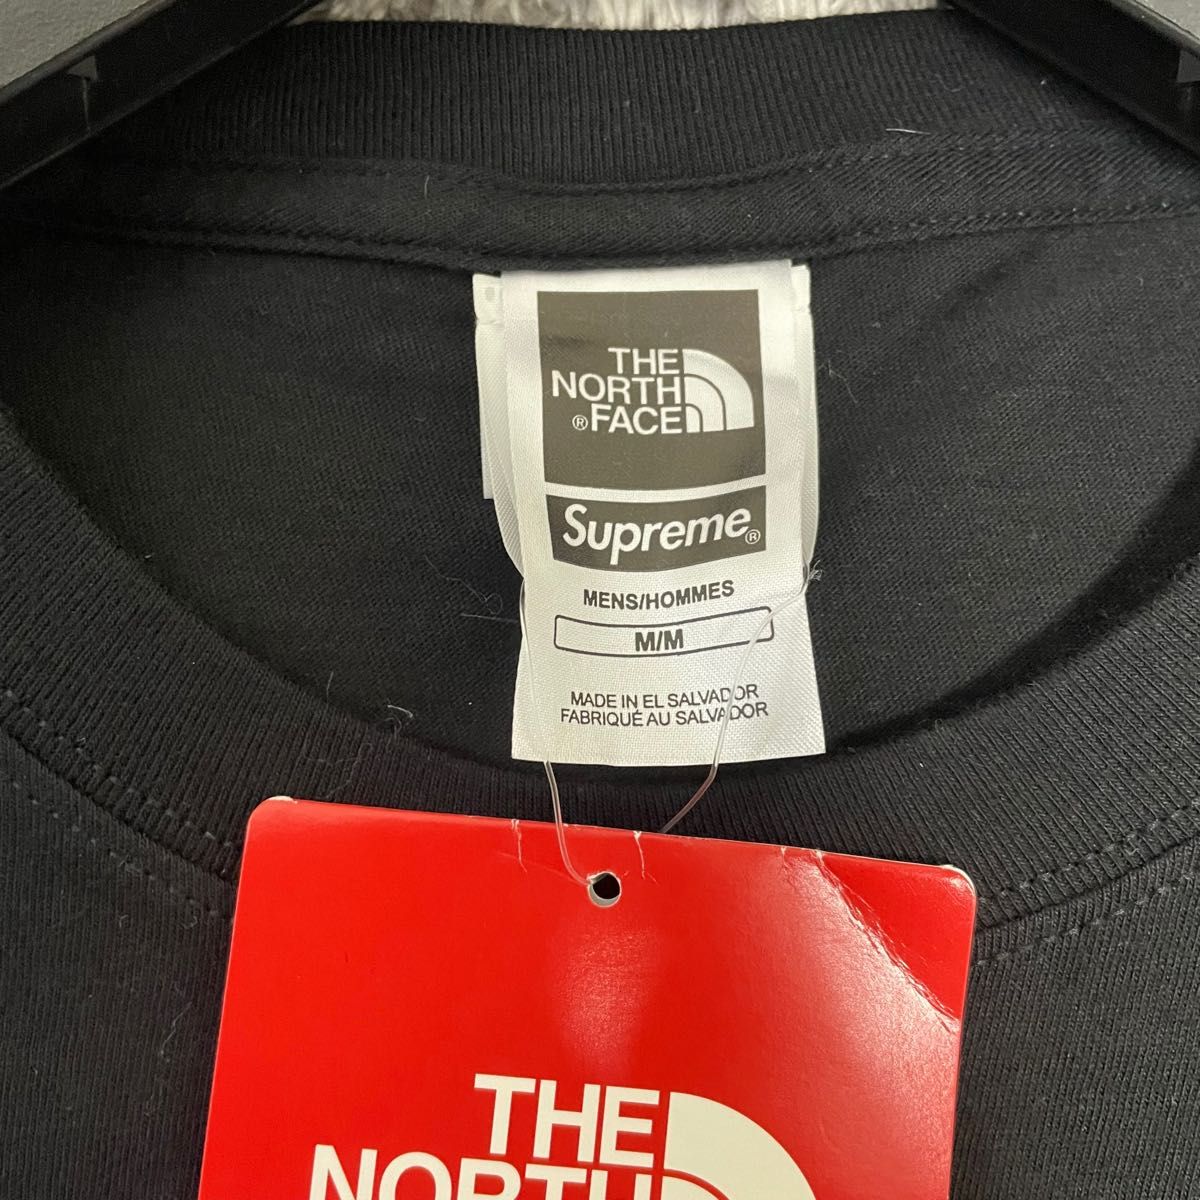 THE
NORTH
®FACE
Supreme®
MENS/HOMMES
M/M
MADE IN EL SALVADOR
FABRIQUÉ AU SALVADOR
THE
NORTH